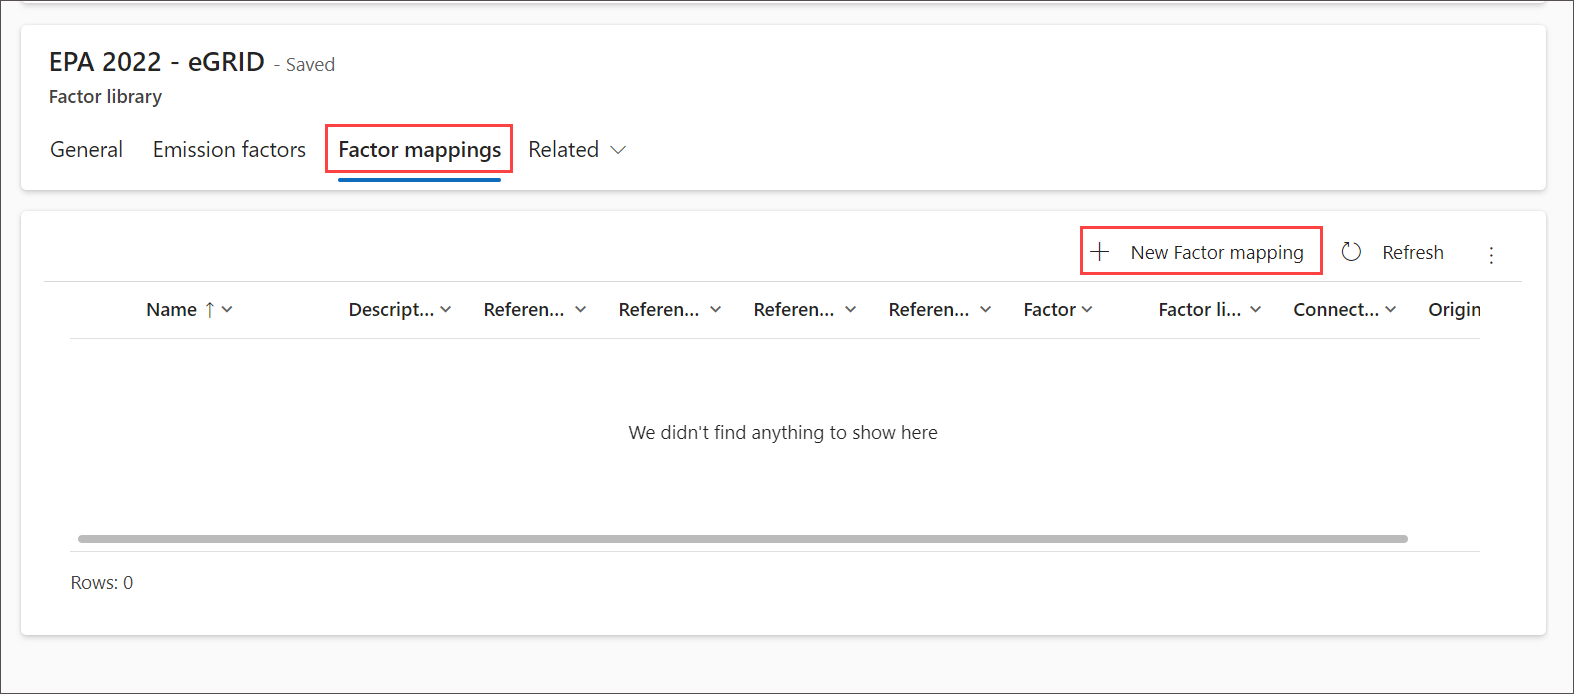 EPA 2022 - eGRID - Saved
Factor library
General Emission factors Factor mappings Related
New Factor mapping Refresh
Name Descript... Referen... Referen... Referen... Referen... Factor Factor li... Connect... Origin
We didn't find anything to show here
Rows: 0